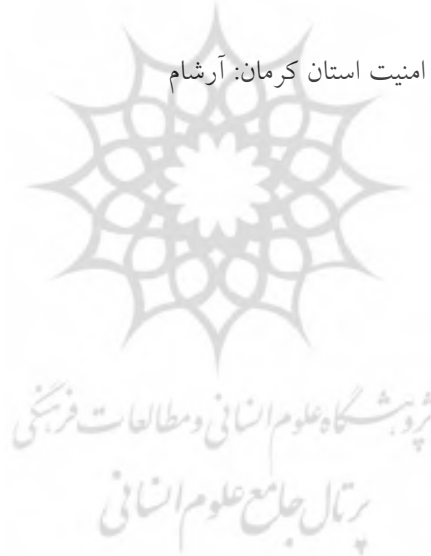 امنیت استان کرمان: آرشام
پژوهشگاه علوم انسانی و مطالعات فرهنگی
پرتال جامع علوم انسانی